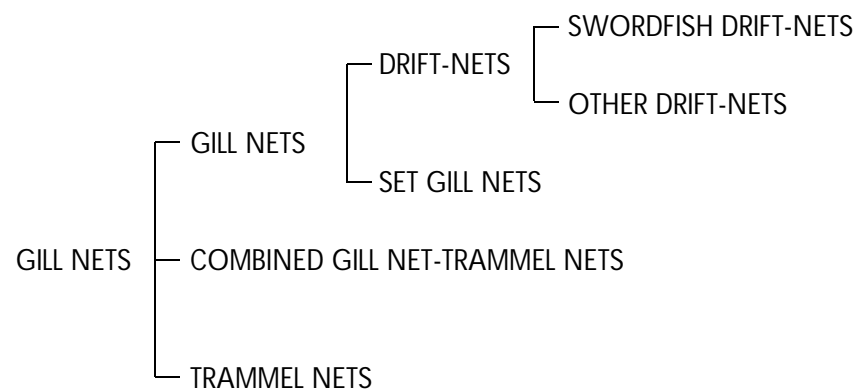 SWORDFISH DRIFT-NETS
DRIFT-NETS
OTHER DRIFT-NETS
GILL NETS
SET GILL NETS
GILL NETS
COMBINED GILL NET-TRAMMEL NETS
TRAMMEL NETS